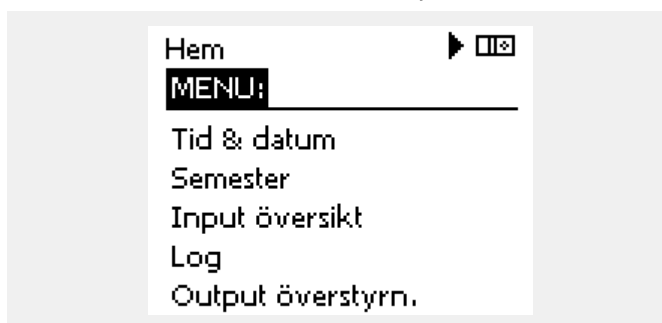 Hem
MENU:
Tid & datum
Semester
Input översikt
Log
Output överstyrn.